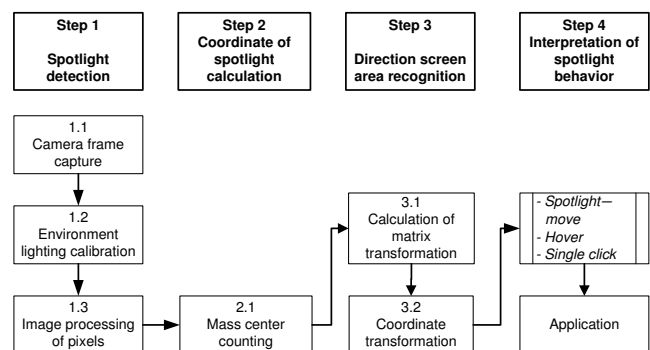 Step 1
Spotlight
detection
Step 2
Coordinate of
spotlight
calculation
Step 3
Direction screen
area recognition
Step 4
Interpretation of
spotlight
behavior
1.1
Camera frame
capture
1.2
Environment
lighting calibration
1.3
Image processing
of pixels
2.1
Mass center
counting
3.1
Calculation of
matrix
transformation
3.2
Coordinate
transformation
- Spotlight—
move
- Hover
- Single click
Application